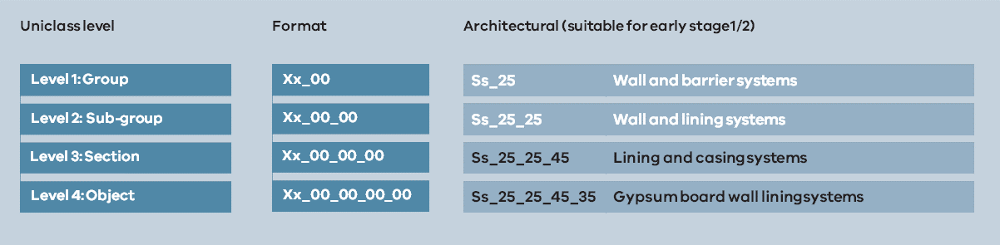 Uniclass level Format Architectural (suitable for early stage1/2)
Level 1: Group Xx_00 Ss_25 Wall and barrier systems
Level 2: Sub-group Xx_00_00 Ss_25_25 Wall and lining systems
Level 3: Section Xx_00_00_00 Ss_25_25_45 Lining and casing systems
Level 4: Object Xx_00_00_00_00 Ss_25_25_45_35 Gypsum board wall lining systems